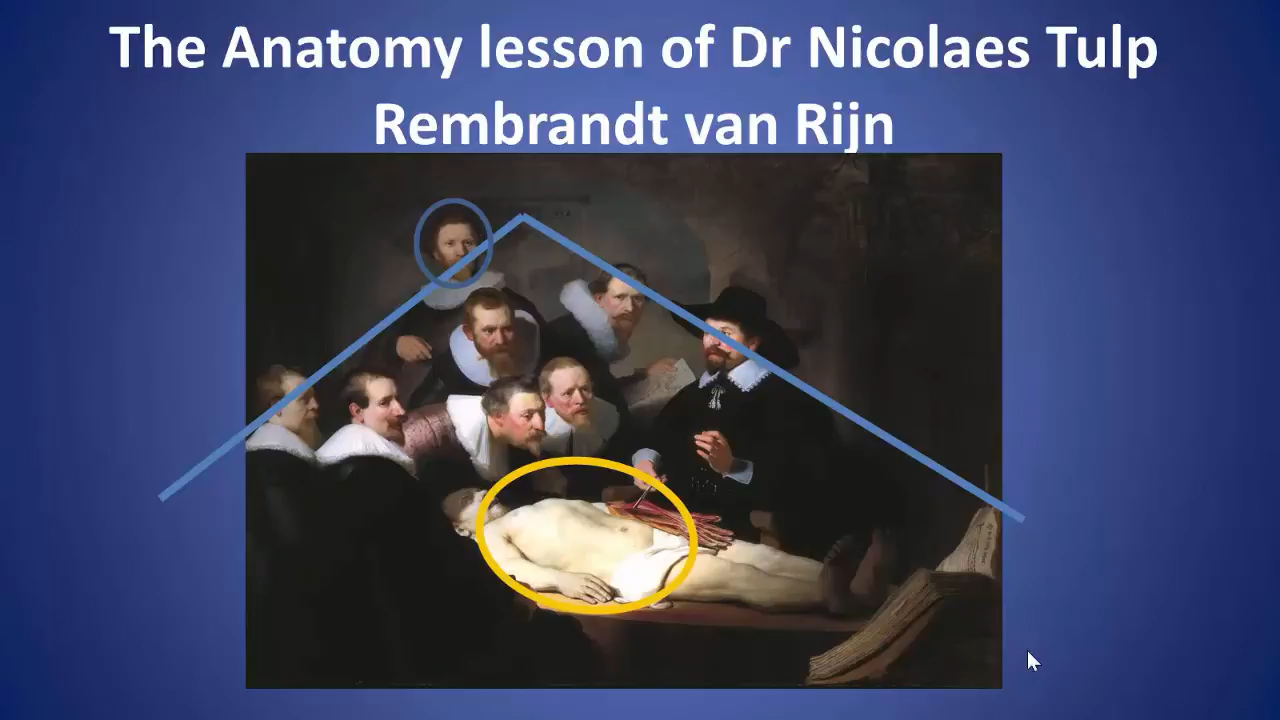 The Anatomy lesson of Dr Nicolaes Tulp
Rembrandt van Rijn